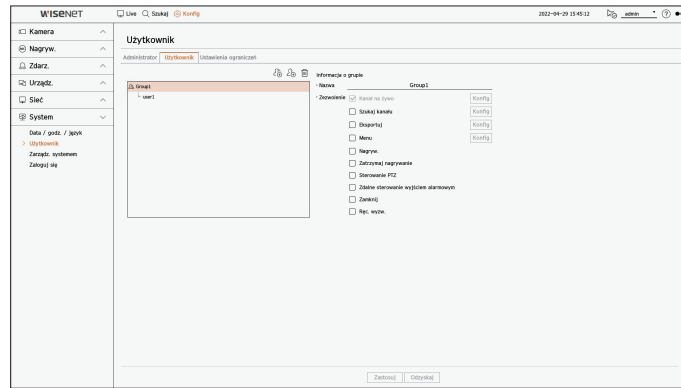 WISENET
Live Szukaj Konfig
2022-04-29 15:45:12 admin ?
Kamera
Nagryw.
Zdarz.
Urządz.
Sieć
System
Data / godz. / język
> Użytkownik
Zarządz. systemem
Zaloguj się
Użytkownik
Administrator Użytkownik Ustawienia ograniczeń
Group1
user1
Informacja o grupie
• Nazwa Group1
• Zezwolenie Kanał na żywo Konfig
Szukaj kanału Konfig
Eksportuj Konfig
Menu Konfig
Nagryw.
Zatrzymaj nagrywanie
Sterowanie PTZ
Zdalne sterowanie wyjściem alarmowym
Zamknij
Ręc. wyzw.
Zastosuj Odzyskaj